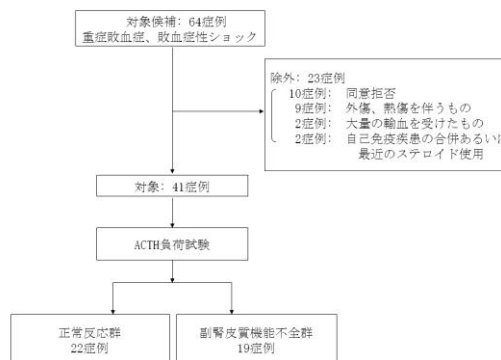 対象候補: 64症例
重症敗血症、敗血症性ショック
除外: 23症例
10症例: 同意拒否
9症例: 外傷、熱傷を伴うもの
2症例: 大量の輸血を受けたもの
2症例: 自己免疫疾患の合併あるいは
最近のステロイド使用
対象: 41症例
ACTH負荷試験
正常反応群
22症例
副腎皮質機能不全群
19症例